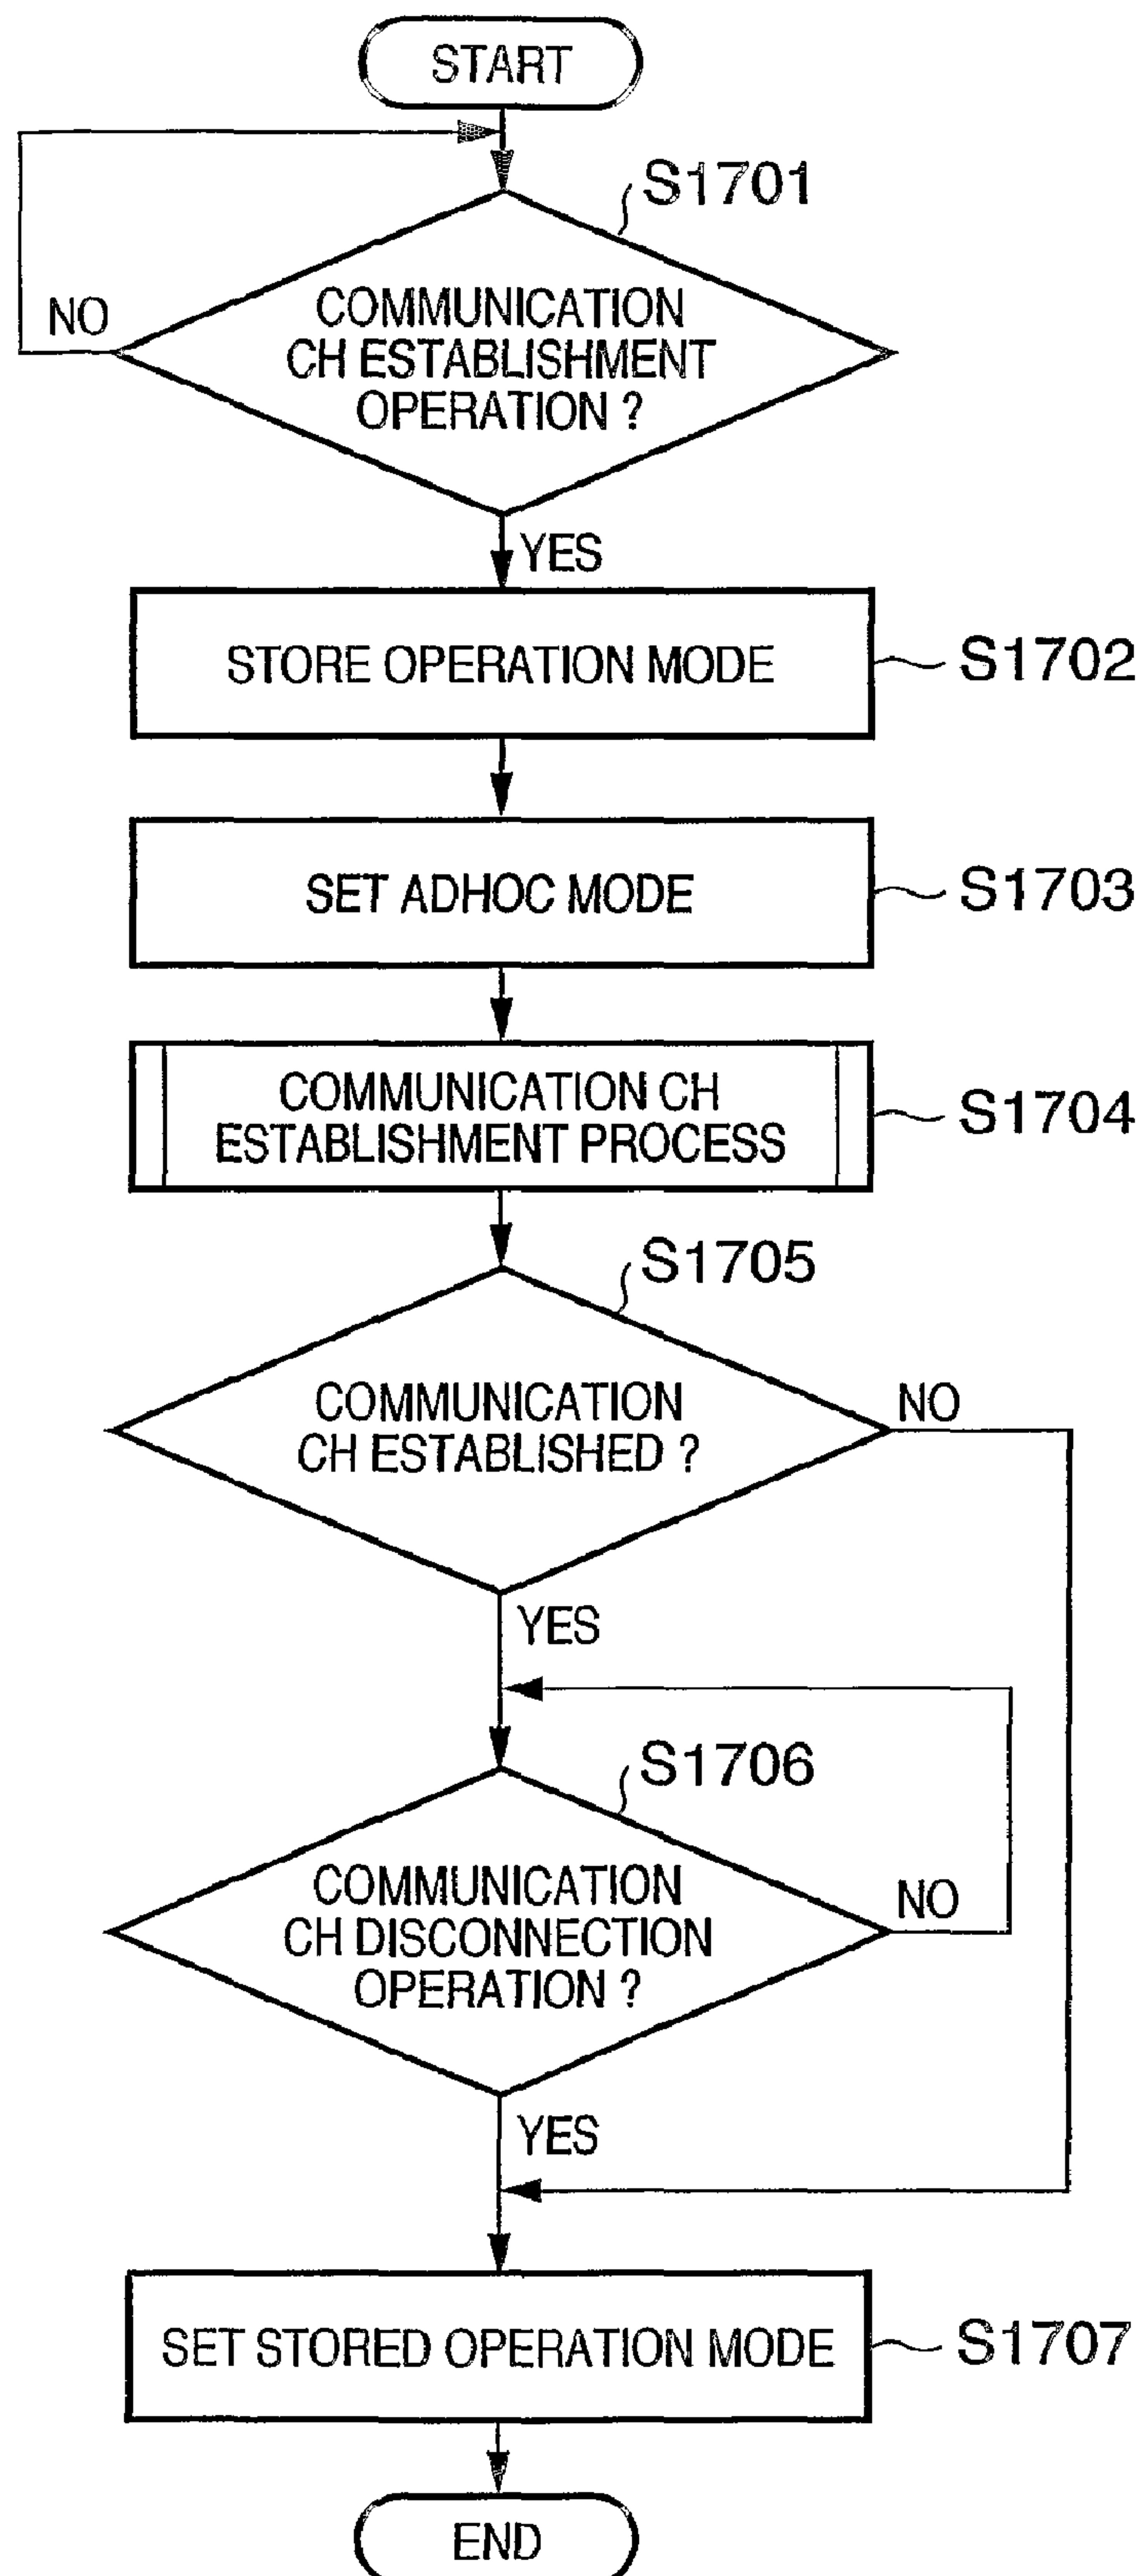 START
S1701
COMMUNICATION
CH ESTABLISHMENT
OPERATION ?
NO
YES
STORE OPERATION MODE
S1702
SET ADHOC MODE
S1703
COMMUNICATION CH
ESTABLISHMENT PROCESS
S1704
S1705
COMMUNICATION
CH ESTABLISHED ?
NO
YES
S1706
COMMUNICATION
CH DISCONNECTION
OPERATION ?
NO
YES
SET STORED OPERATION MODE
S1707
END